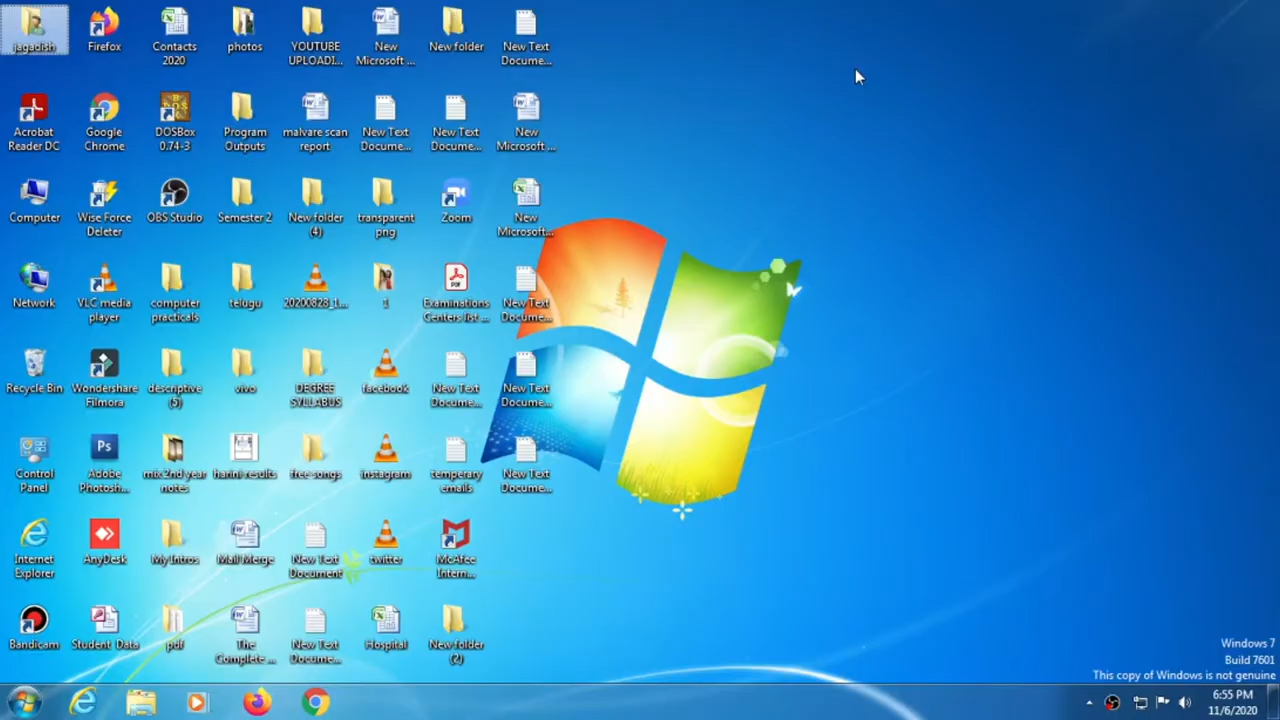 jagadish
Firefox
Contacts
2020
photos
YOUTUBE
UPLOADI...
New
Microsoft ...
New folder
New Text
Docume...
Acrobat
Reader DC
Google
Chrome
DOSBox
0.74-3
Program
Outputs
malvare scan
report
New Text
Docume...
New Text
Docume...
New
Microsoft ...
Computer
Wise Force
Deleter
OBS Studio
Semester 2
New folder
(4)
transparent
png
Zoom
New
Microsoft...
Network
VLC media
player
computer
practicals
telugu
20200828_1...
1
PDF
Examinations
Centers list ...
New Text
Docume...
Recycle Bin
Wondershare
Filmora
descriptive
(5)
vivo
DEGREE
SYLLABUS
facebook
New Text
Docume...
New Text
Docume...
Control
Panel
Ps
Adobe
Photosh...
mix 2nd year
notes
harini results
free songs
instagram
temperary
emails
New Text
Docume...
Internet
Explorer
AnyDesk
My Intros
Mail Merge
New Text
Document
twitter
McAfee
Intern...
Bandicam
Student Data
pdf
The
Complete ...
New Text
Docume...
Hospital
New folder
(2)
Windows 7
Build 7601
This copy of Windows is not genuine
6:55 PM
11/6/2020